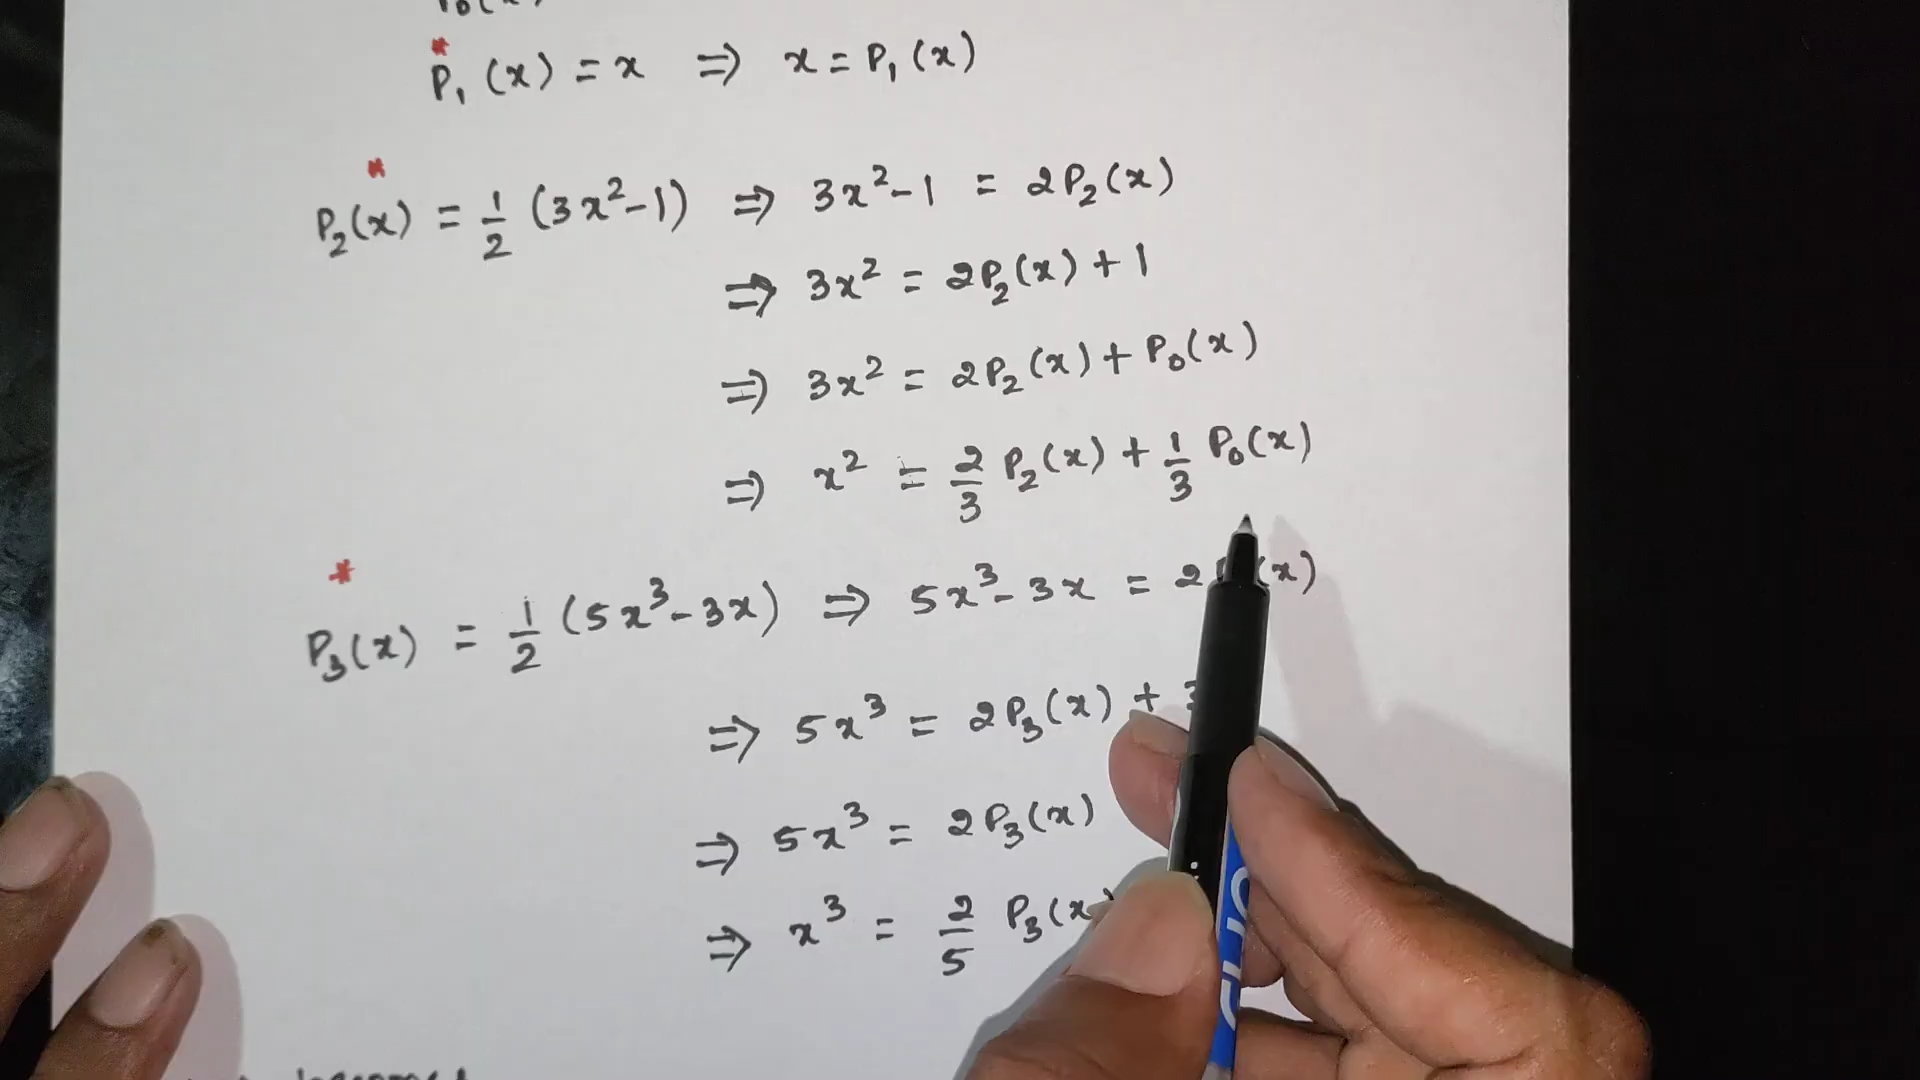 P₁(x) = x ⇒ x = P₁(x)
P₂(x) = 1/2 (3x² - 1) ⇒ 3x² - 1 = 2P₂(x)
⇒ 3x² = 2P₂(x) + 1
⇒ 3x² = 2P₂(x) + P₀(x)
⇒ x² = 2/3 P₂(x) + 1/3 P₀(x)
P₃(x) = 1/2 (5x³ - 3x) ⇒ 5x³ - 3x = 2 (x)
⇒ 5x³ = 2P₃(x) +
⇒ 5x³ = 2P₃(x)
⇒ x³ = 2/5 P₃(x)